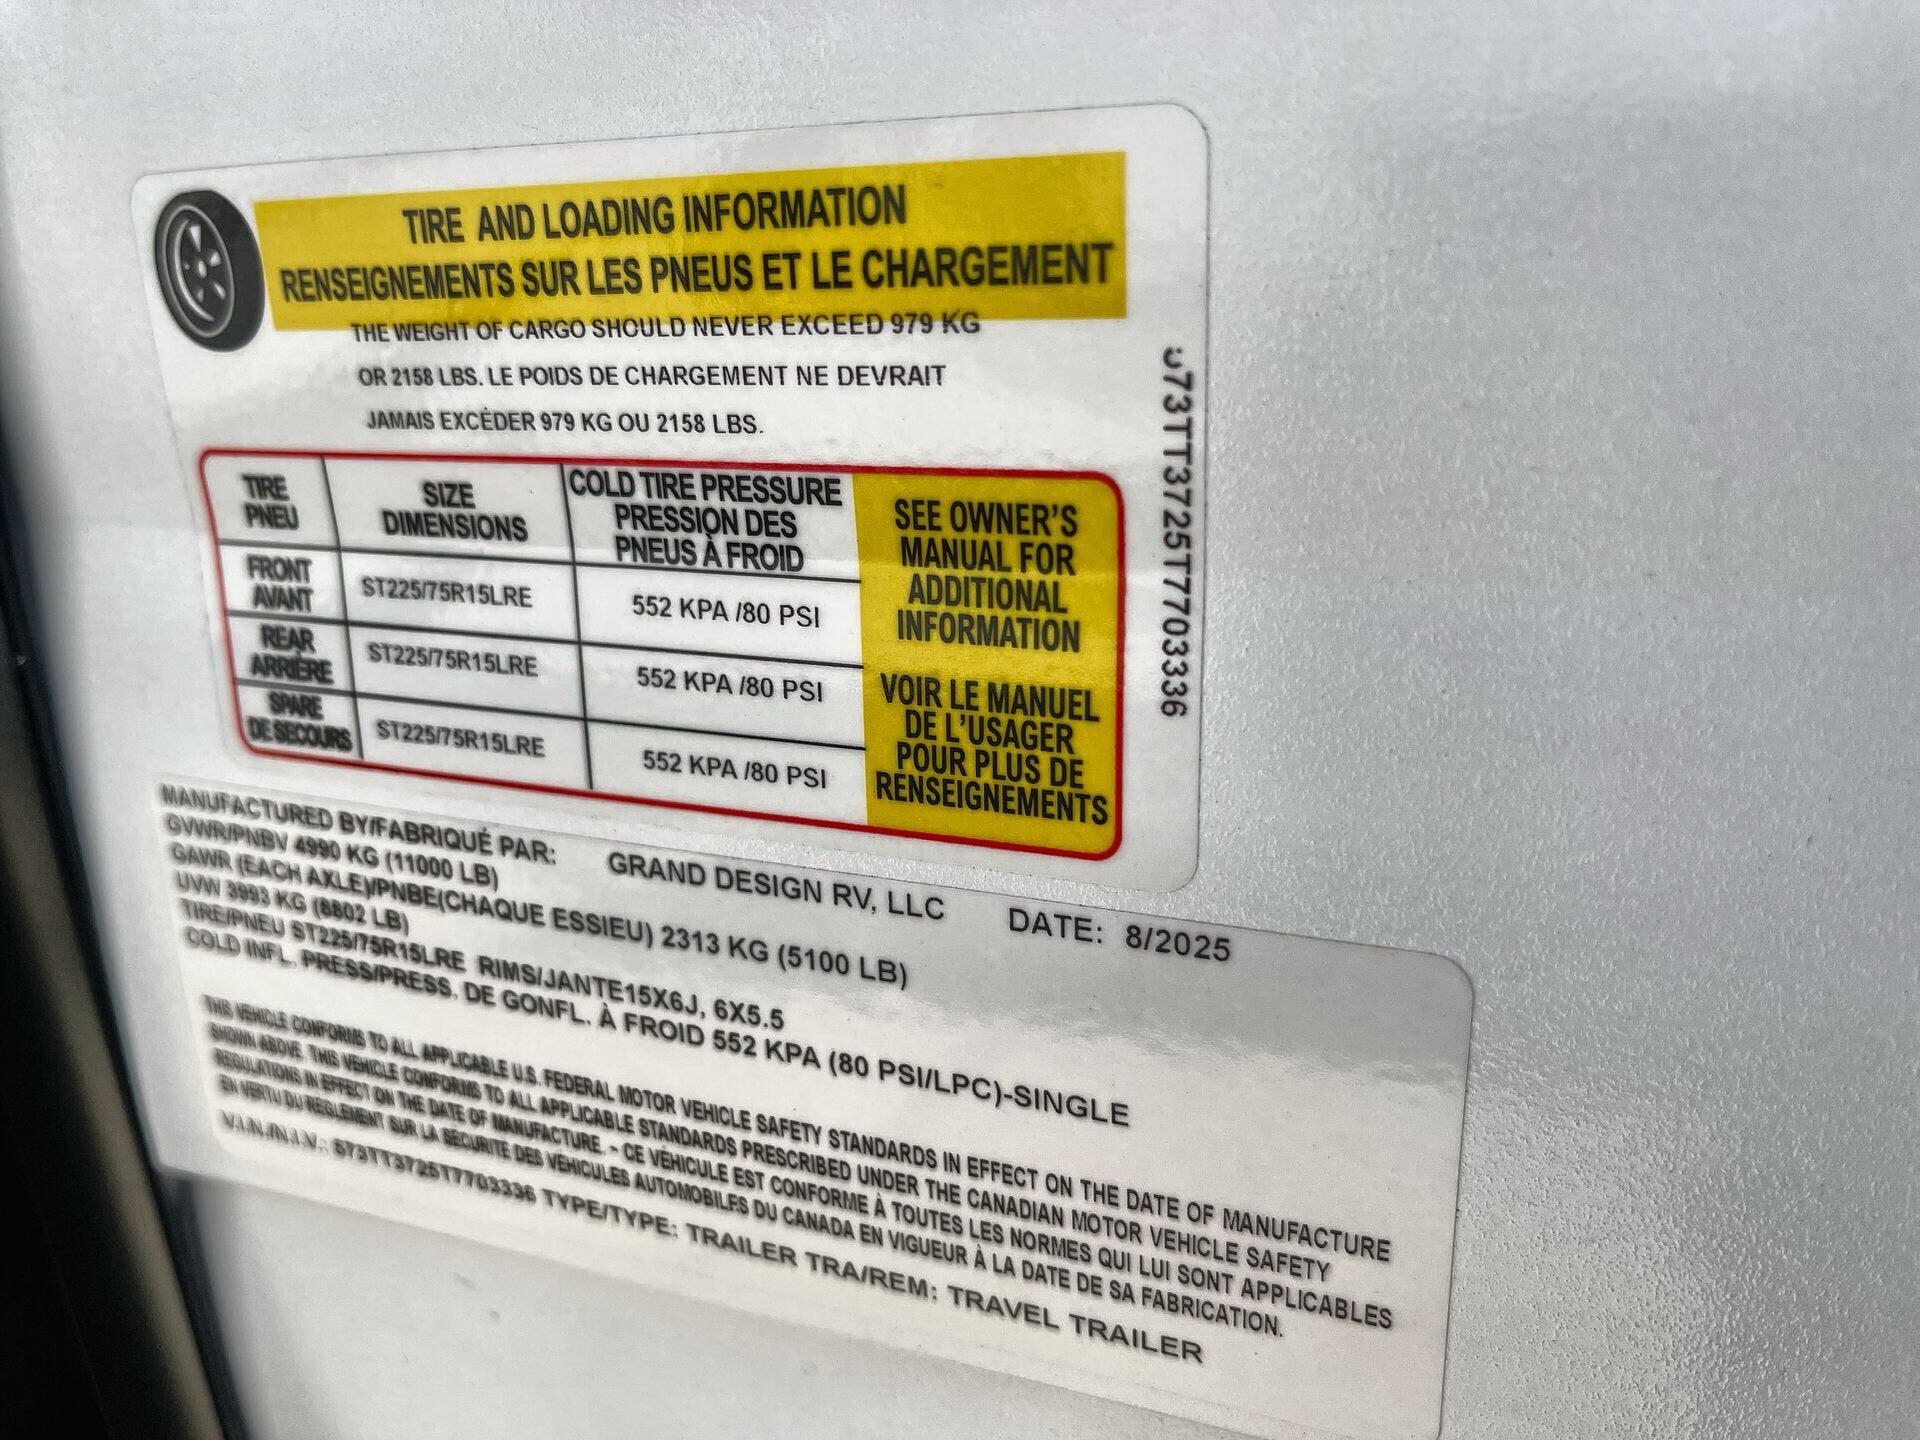 TIRE AND LOADING INFORMATION
RENSEIGNEMENTS SUR LES PNEUS ET LE CHARGEMENT
THE WEIGHT OF CARGO SHOULD NEVER EXCEED 979 KG
OR 2158 LBS. LE POIDS DE CHARGEMENT NE DEVRAIT
JAMAIS EXCÉDER 979 KG OU 2158 LBS.
TIRE
PNEU
SIZE
DIMENSIONS
COLD TIRE PRESSURE
PRESSION DES
PNEUS À FROID
FRONT
AVANT
ST225/75R15LRE
552 KPA /80 PSI
REAR
ARRIÈRE
ST225/75R15LRE
552 KPA /80 PSI
SPARE
DE SECOURS
ST225/75R15LRE
552 KPA /80 PSI
SEE OWNER'S
MANUAL FOR
ADDITIONAL
INFORMATION
VOIR LE MANUEL
DE L'USAGER
POUR PLUS DE
RENSEIGNEMENTS
573TT3725T7703336
MANUFACTURED BY/FABRIQUÉ PAR: GRAND DESIGN RV, LLC DATE: 8/2025
GVWR/PNBV 4990 KG (11000 LB)
GAWR (EACH AXLE)/PNBE(CHAQUE ESSIEU) 2313 KG (5100 LB)
UVW 3993 KG (8802 LB)
TIRE/PNEU ST225/75R15LRE RIMS/JANTE15X6J, 6X5.5
COLD INFL. PRESS/PRESS. DE GONFL. À FROID 552 KPA (80 PSI/LPC)-SINGLE
THIS VEHICLE CONFORMS TO ALL APPLICABLE U.S. FEDERAL MOTOR VEHICLE SAFETY STANDARDS IN EFFECT ON THE DATE OF MANUFACTURE
SHOWN ABOVE. THIS VEHICLE CONFORMS TO ALL APPLICABLE STANDARDS PRESCRIBED UNDER THE CANADIAN MOTOR VEHICLE SAFETY
REGULATIONS IN EFFECT ON THE DATE OF MANUFACTURE. - CE VÉHICULE EST CONFORME À TOUTES LES NORMES QUI LUI SONT APPLICABLES
EN VERTU DU REGLEMENT SUR LA SÉCURITÉ DES VÉHICULES AUTOMOBILES DU CANADA EN VIGUEUR À LA DATE DE SA FABRICATION.
V.I.N./N.I.V.: 573TT3725T7703336 TYPE/TYPE: TRAILER TRA/REM: TRAVEL TRAILER